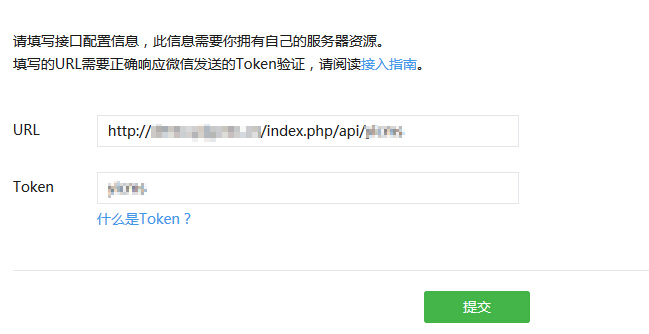 请填写接口配置信息，此信息需要你拥有自己的服务器资源。
填写的URL需要正确响应微信发送的Token验证，请阅读接入指南。
URL http:// /index.php/api/
Token
什么是Token？
提交